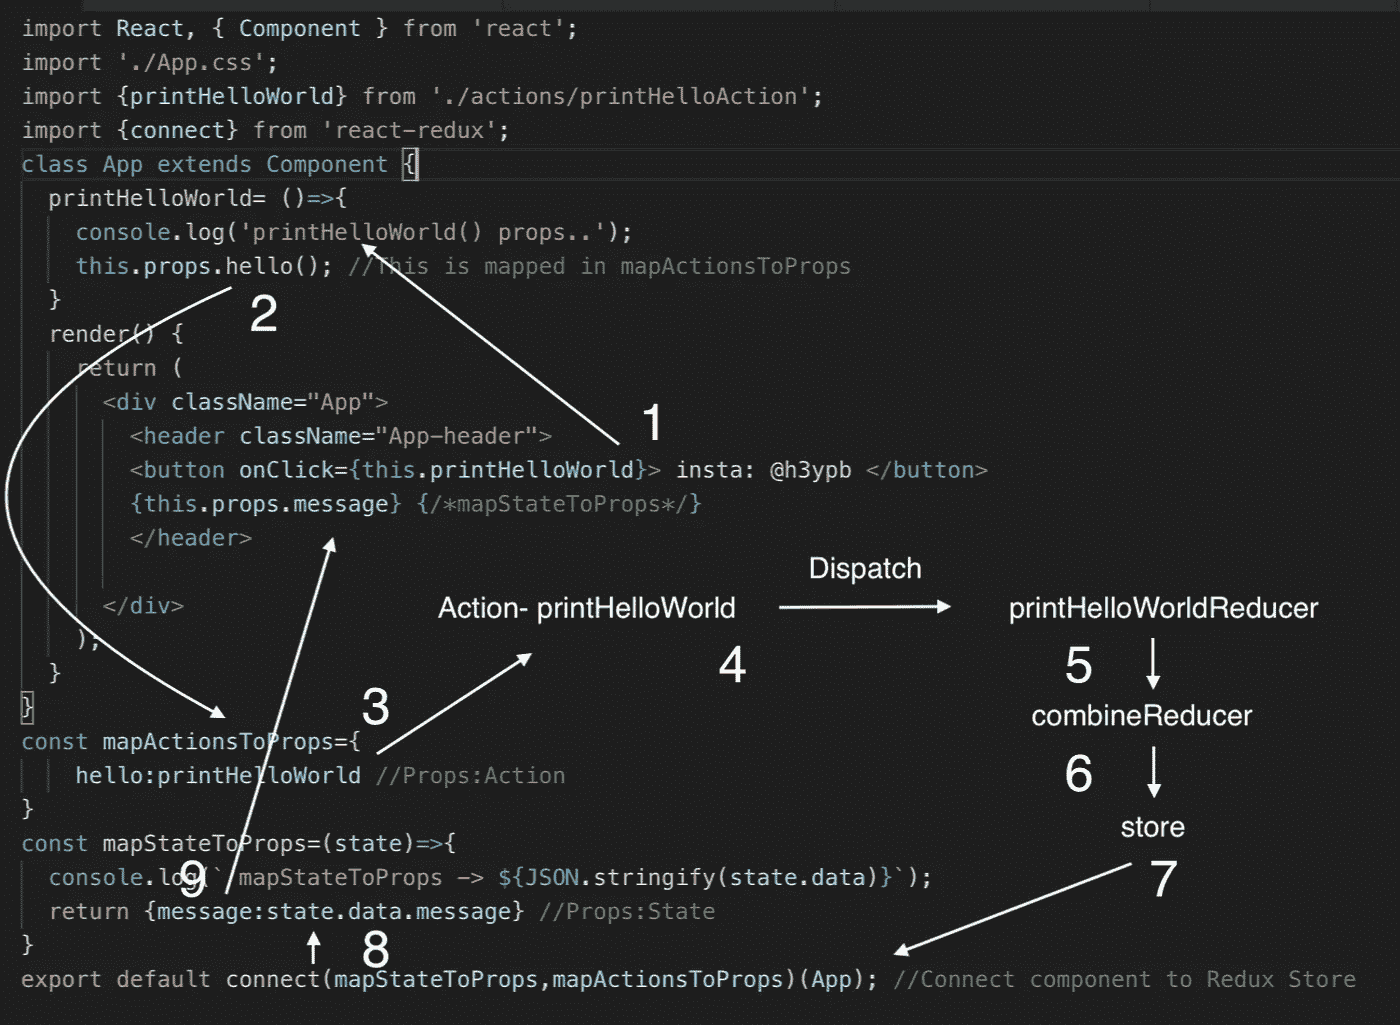 import React, { Component } from 'react';
import './App.css';
import {printHelloWorld} from './actions/printHelloAction';
import {connect} from 'react-redux';
class App extends Component {
printHelloWorld= ()=>{
console.log('printHelloWorld() props..');
this.props.hello(); //This is mapped in mapActionsToProps
2
}
render() {
return (
<div className="App">
1
<header className="App-header">
<button onClick={this.printHelloWorld}> insta: @h3ypb </button>
{this.props.message} {/*mapStateToProps*/}
</header>
Dispatch
</div>
Action- printHelloWorld
printHelloWorldReducer
);
4
5
}
}
3
combineReducer
const mapActionsToProps={
hello:printHelloWorld //Props:Action
6
}
store
const mapStateToProps=(state)=>{
9
7
console.log(` mapStateToProps -> ${JSON.stringify(state.data)}`);
return {message:state.data.message} //Props:State
}
8
export default connect(mapStateToProps,mapActionsToProps)(App); //Connect component to Redux Store